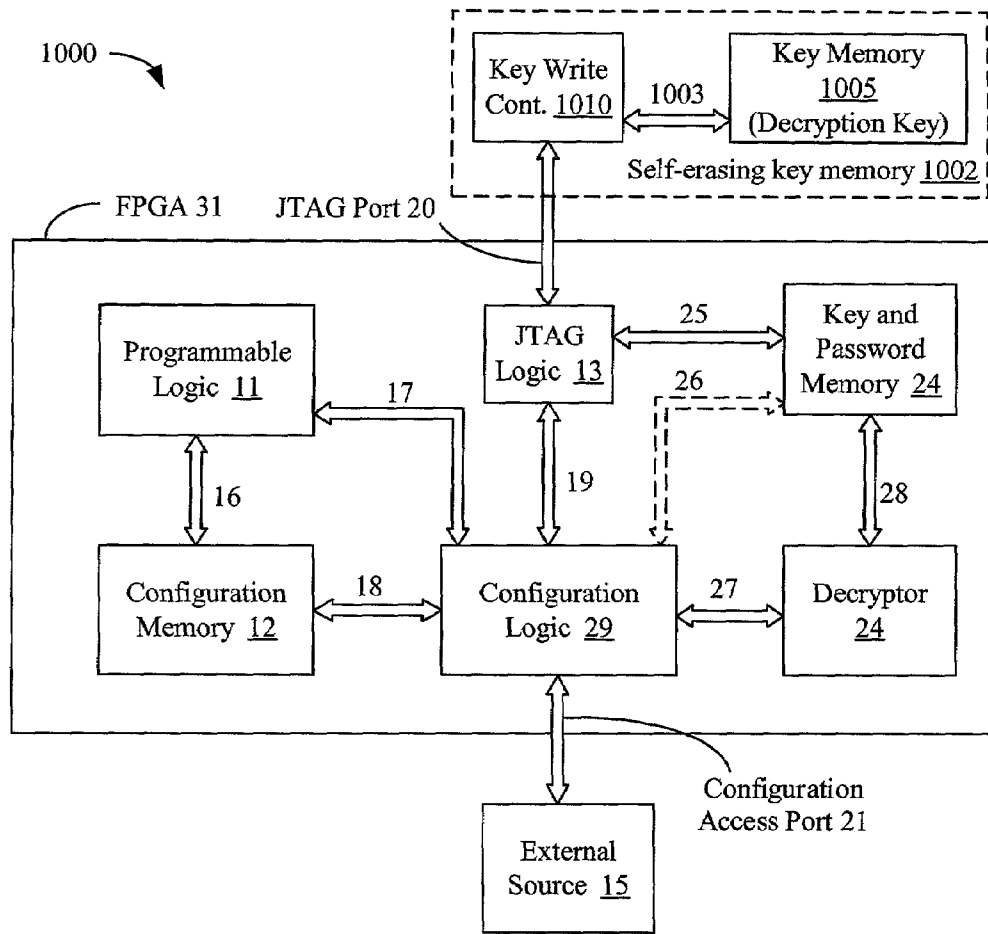 1000
Key Write
Cont. 1010
1003
Key Memory
1005
(Decryption Key)
Self-erasing key memory 1002
FPGA 31
JTAG Port 20
Programmable
Logic 11
17
JTAG
Logic 13
25
26
Key and
Password
Memory 24
16
19
28
Configuration
Memory 12
18
Configuration
Logic 29
27
Decryptor
24
Configuration
Access Port 21
External
Source 15